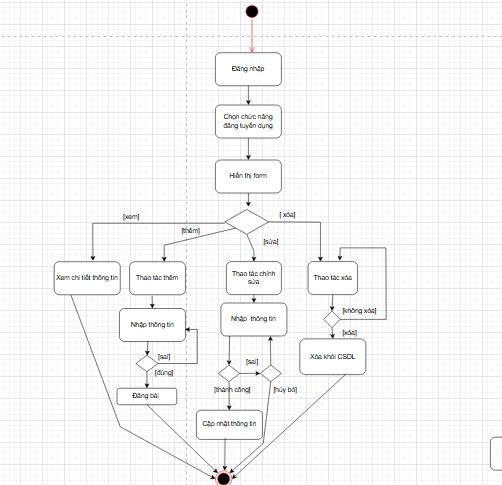 Đăng nhập
Chọn chức năng
đăng tuyển dụng
Hiển thị form
[xem]
[ xóa]
[thêm]
[sửa]
Xem chi tiết thông tin
Thao tác thêm
Thao tác chỉnh
sửa
Thao tác xóa
Nhập thông tin
Nhập thông tin
[không xóa]
[xóa]
[sai]
[sai]
[đúng]
Xóa khỏi CSDL
[thành công]
[hủy bỏ]
Đăng bài
Cập nhật thông tin